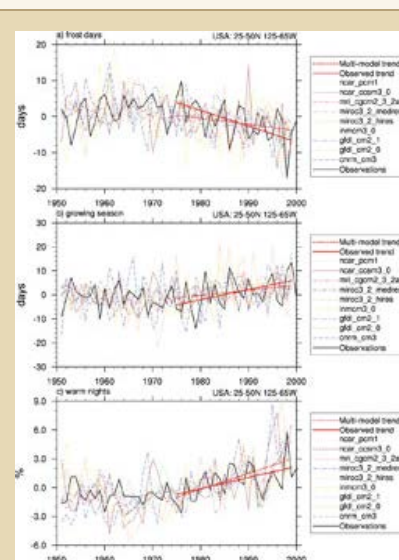 a) frost days USA: 25-50N 125-65W
20
10
0
-10
-20
days
1950 1960 1970 1980 1990 2000
Multi-model trend
Observed trend
ncar_pcm1
ncar_ccsm3_0
mri_cgcm2_3_2a
miroc3_2_medres
miroc3_2_hires
inmcm3_0
gfdl_cm2_1
gfdl_cm2_0
cnrm_cm3
Observations
b) growing season USA: 25-50N 125-65W
30
20
10
0
-10
-20
-30
days
1950 1960 1970 1980 1990 2000
Multi-model trend
Observed trend
ncar_pcm1
ncar_ccsm3_0
mri_cgcm2_3_2a
miroc3_2_medres
miroc3_2_hires
inmcm3_0
gfdl_cm2_1
gfdl_cm2_0
cnrm_cm3
Observations
c) warm nights USA: 25-50N 125-65W
9.0
6.0
3.0
0.0
-3.0
-6.0
%
Multi-model trend
Observed trend
ncar_pcm1
ncar_ccsm3_0
mri_cgcm2_3_2a
miroc3_2_medres
miroc3_2_hires
inmcm3_0
gfdl_cm2_1
gfdl_cm2_0
cnrm_cm3
Observations